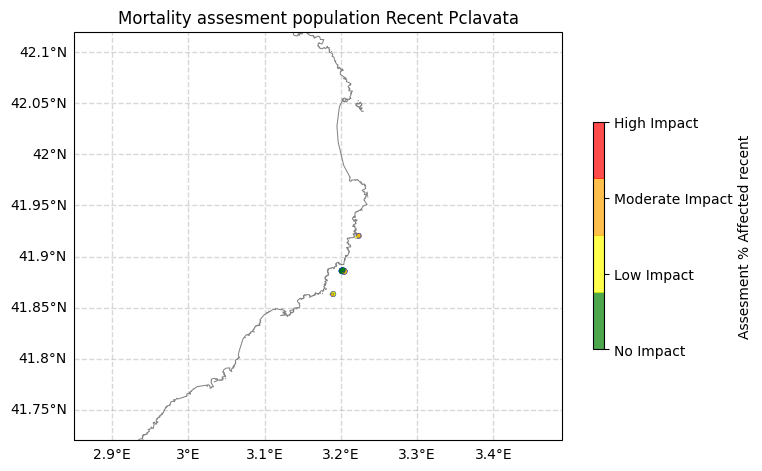 Mortality assesment population Recent Pclavata
42.1°N
42.05°N
42°N
41.95°N
41.9°N
41.85°N
41.8°N
41.75°N
2.9°E 3°E 3.1°E 3.2°E 3.3°E 3.4°E
High Impact
Moderate Impact
Low Impact
No Impact
Assesment % Affected recent